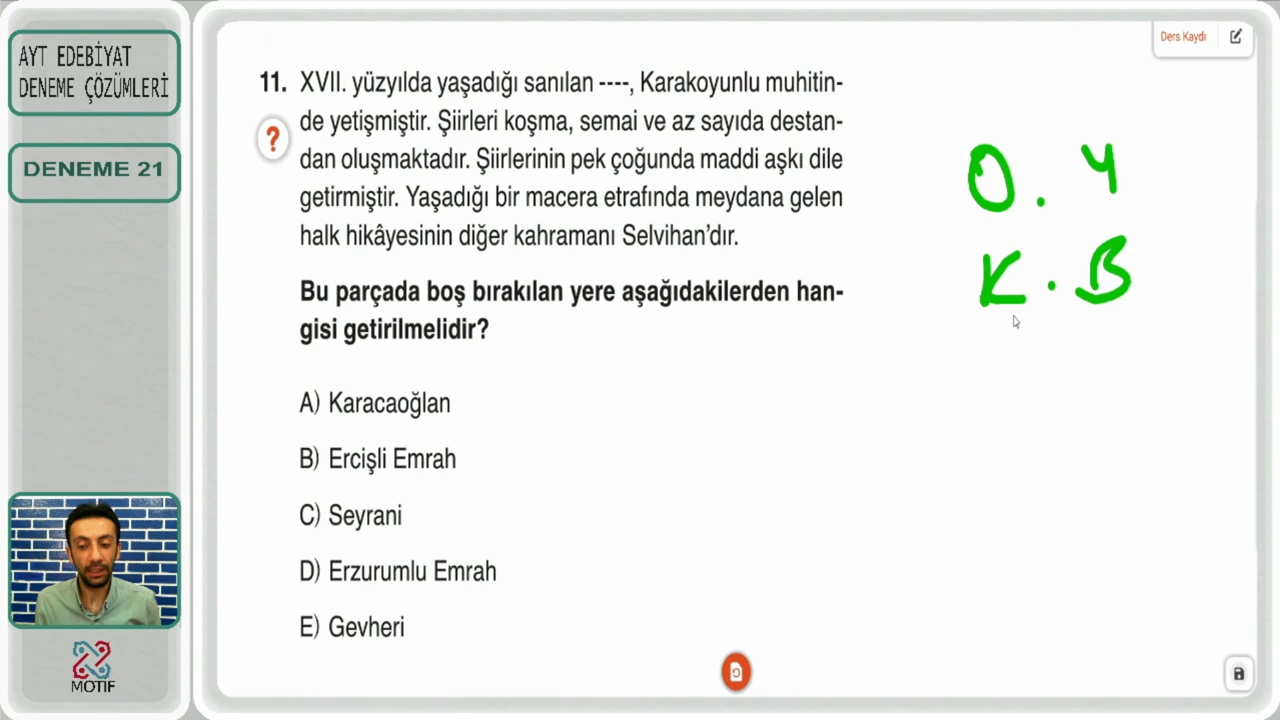 AYT EDEBİYAT
DENEME ÇÖZÜMLERİ
DENEME 21
MOTIF
Ders Kaydı
11. XVII. yüzyılda yaşadığı sanılan ----, Karakoyunlu muhitin-
de yetişmiştir. Şiirleri koşma, semai ve az sayıda destan-
dan oluşmaktadır. Şiirlerinin pek çoğunda maddi aşkı dile
getirmiştir. Yaşadığı bir macera etrafında meydana gelen
halk hikâyesinin diğer kahramanı Selvihan'dır.
?
Bu parçada boş bırakılan yere aşağıdakilerden han-
gisi getirilmelidir?
A) Karacaoğlan
B) Ercişli Emrah
C) Seyrani
D) Erzurumlu Emrah
E) Gevheri
O. Y
K. B